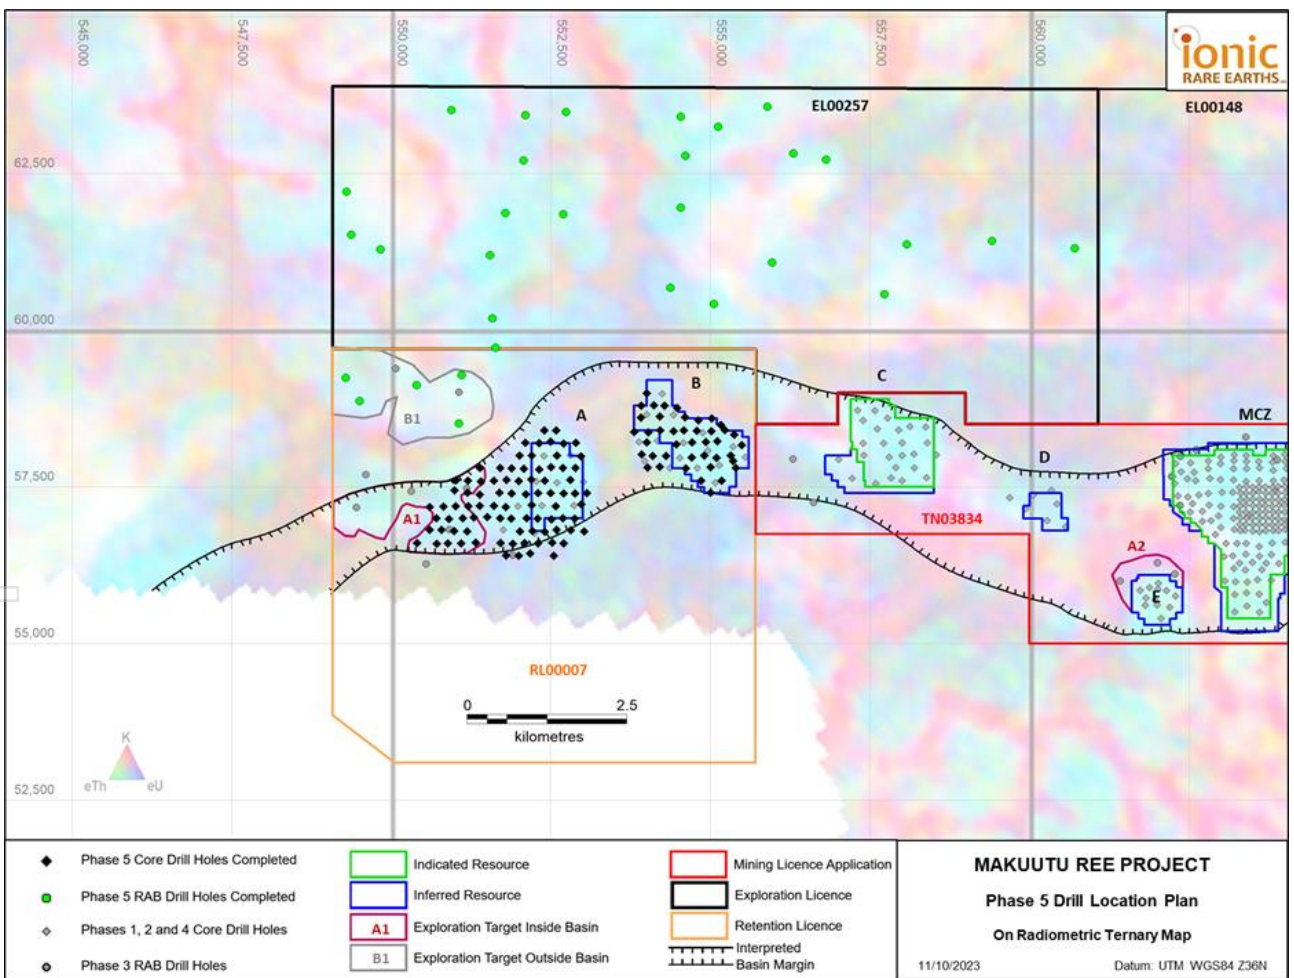 545,000
547,500
550,000
552,500
555,000
557,500
560,000
ionic
RARE EARTHS
EL00257
EL00148
62,500
60,000
C
B
A
B1
MCZ
D
57,500
A1
TN03834
A2
E
55,000
RL00007
0 2.5
kilometres
K
eTh eU
52,500
Phase 5 Core Drill Holes Completed
Phase 5 RAB Drill Holes Completed
Phases 1, 2 and 4 Core Drill Holes
Phase 3 RAB Drill Holes
Indicated Resource
Inferred Resource
A1 Exploration Target Inside Basin
B1 Exploration Target Outside Basin
Mining Licence Application
Exploration Licence
Retention Licence
Interpreted
Basin Margin
MAKUUTU REE PROJECT
Phase 5 Drill Location Plan
On Radiometric Ternary Map
11/10/2023 Datum: UTM WGS84 Z36N